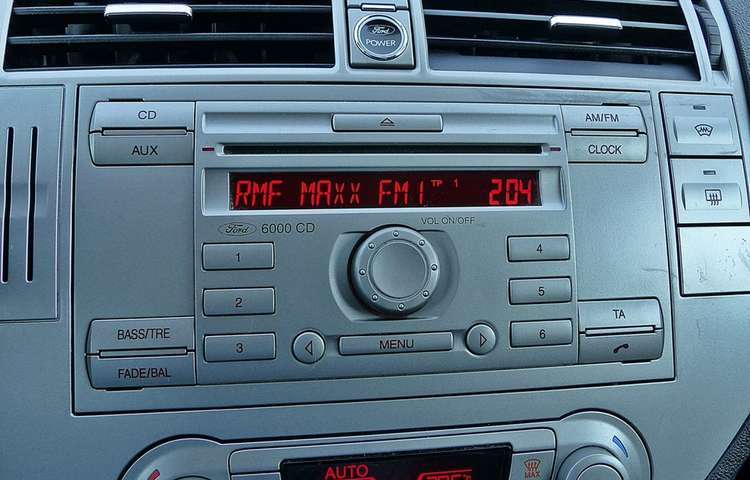 Ford
POWER
CD
AUX
AM/FM
CLOCK
RMF MAXX FM1 TP 1 204
Ford 6000 CD
VOL ON/OFF
1
2
3
4
5
6
BASS/TRE
FADE/BAL
MENU
TA
AUTO
MAX